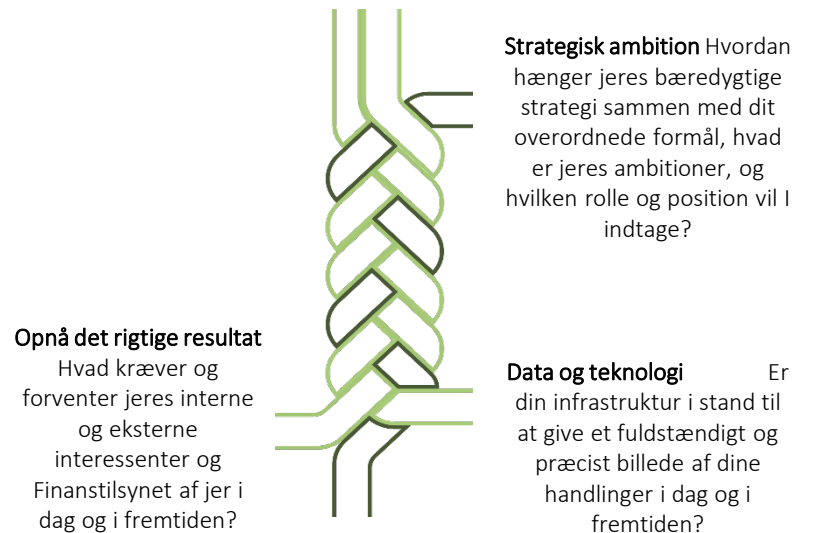 Strategisk ambition Hvordan
hænger jeres bæredygtige
strategi sammen med dit
overordnede formål, hvad
er jeres ambitioner, og
hvilken rolle og position vil I
indtage?
Opnå det rigtige resultat
Hvad kræver og
forventer jeres interne
og eksterne
interessenter og
Finanstilsynet af jer i
dag og i fremtiden?
Data og teknologi Er
din infrastruktur i stand til
at give et fuldstændigt og
præcist billede af dine
handlinger i dag og i
fremtiden?